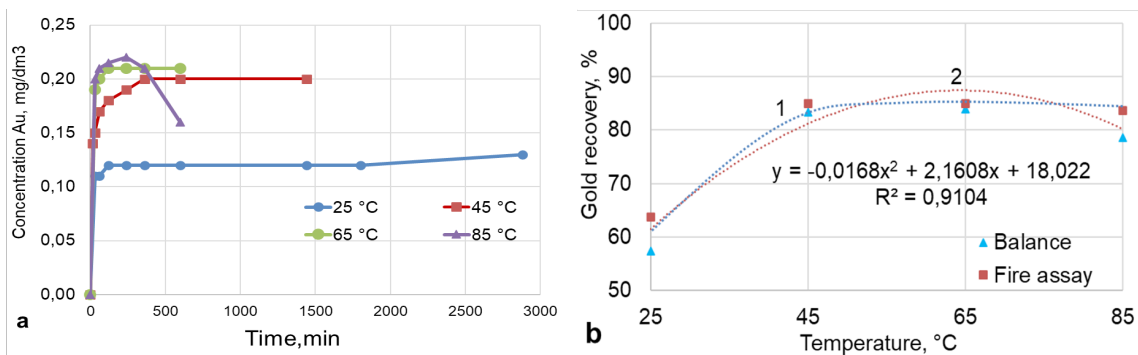 a
Concentration Au, mg/dm3
0,25
0,20
0,15
0,10
0,05
0,00
25 °C
45 °C
65 °C
85 °C
0
500
1000
1500
2000
2500
3000
Time,min
b
Gold recovery, %
100
90
80
70
60
50
1
2
y = -0,0168x² + 2,1608x + 18,022
R² = 0,9104
Balance
Fire assay
25
45
65
85
Temperature, °C